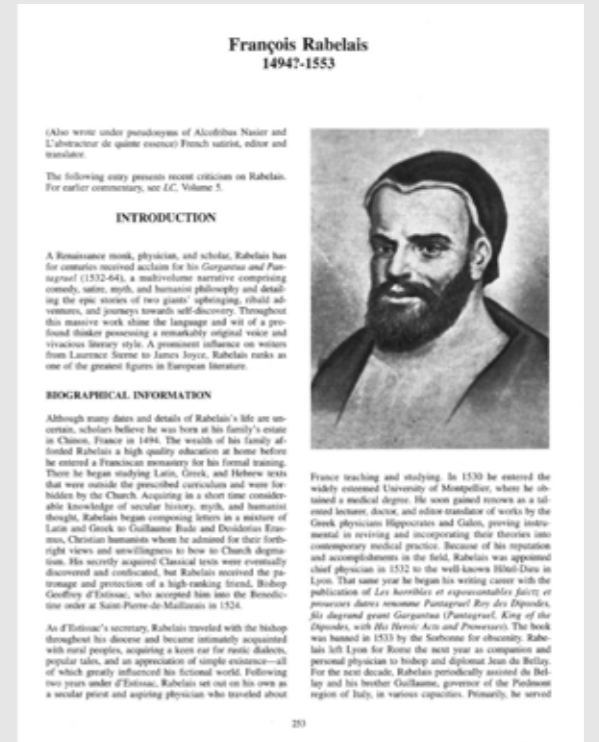 François Rabelais
1494?-1553
(Also wrote under pseudonyms of Alcofribas Nasier and
L'abstracteur de quinte essence) French satirist, editor and
translator.
The following entry presents recent criticism on Rabelais.
For earlier commentary, see LC, Volume 5.
INTRODUCTION
A Renaissance monk, physician, and scholar, Rabelais has
for centuries received acclaim for his Gargantua and Pan-
tagruel (1532-64), a multivolume narrative comprising
comedy, satire, myth, and humanist philosophy and detail-
ing the epic stories of two giants' upbringing, ribald ad-
ventures, and journeys towards self-discovery. Throughout
this massive work shine the language and wit of a pro-
found thinker possessing a remarkably original voice and
vivacious literary style. A prominent influence on writers
from Laurence Sterne to James Joyce, Rabelais ranks as
one of the greatest figures in European literature.
BIOGRAPHICAL INFORMATION
Although many dates and details of Rabelais's life are un-
certain, scholars believe he was born at his family's estate
in Chinon, France in 1494. The wealth of his family af-
forded Rabelais a high quality education at home before
he entered a Franciscan monastery for his formal training.
There he began studying Latin, Greek, and Hebrew texts
that were outside the prescribed curriculum and were for-
bidden by the Church. Acquiring in a short time consider-
able knowledge of secular history, myth, and humanist
thought, Rabelais began composing letters in a mixture of
Latin and Greek to Guillaume Bude and Desiderius Eras-
mus, Christian humanists whom he admired for their forth-
right views and unwillingness to bow to Church dogma-
tism. His secretly acquired Classical texts were eventually
discovered and confiscated, but Rabelais received the pa-
tronage and protection of a high-ranking friend, Bishop
Geoffroy d'Estissac, who accepted him into the Benedic-
tine order at Saint-Pierre-de-Maillezais in 1524.
As d'Estissac's secretary, Rabelais traveled with the bishop
throughout his diocese and became intimately acquainted
with rural peoples, acquiring a keen ear for rustic dialects,
popular tales, and an appreciation of simple existence—all
of which greatly influenced his fictional world. Following
two years under d'Estissac, Rabelais set out on his own as
a secular priest and aspiring physician who traveled about
France teaching and studying. In 1530 he entered the
widely esteemed University of Montpellier, where he ob-
tained a medical degree. He soon gained renown as a tal-
ented lecturer, doctor, and editor-translator of works by the
Greek physicians Hippocrates and Galen, proving instru-
mental in reviving and incorporating their theories into
contemporary medical practice. Because of his reputation
and accomplishments in the field, Rabelais was appointed
chief physician in 1532 to the well-known Hôtel-Dieu in
Lyon. That same year he began his writing career with the
publication of Les horribles et espouvantables faictz et
prouesses du renomme Pantagruel Roy des Dipsodes,
filz du grand geant Gargantua (Pantagruel, King of the
Dipsodes, with His Heroic Acts and Prowesses). The book
was banned in 1533 by the Sorbonne for obscenity. Rabe-
lais left Lyon for Rome the next year as companion and
personal physician to bishop and diplomat Jean du Bellay.
For the next decade, Rabelais periodically assisted du Bel-
lay and his brother Guillaume, governor of the Piedmont
region of Italy, in various capacities. Primarily, he served
253